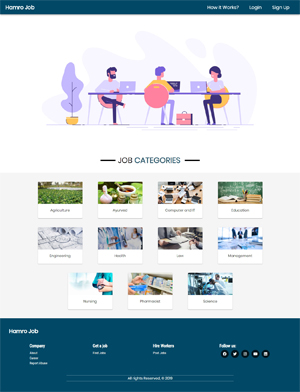 Hamro Job
How It Works?
Login
Sign Up
JOB CATEGORIES
Agriculture
Ayurved
Computer and IT
Education
Engineering
Health
Law
Management
Nursing
Pharmacist
Science
Hamro Job
Company
About
Career
Report Abuse
Get a job
Find Jobs
Hire Workers
Post Jobs
Follow us:
All rights Reserved. © 2019